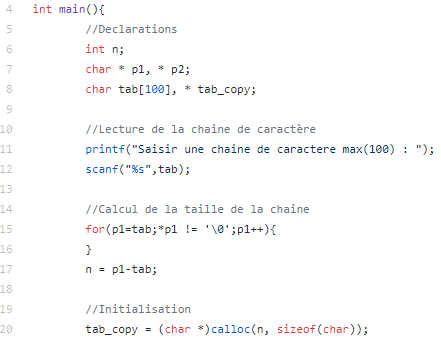 4 int main(){
5 //Declarations
6 int n;
7 char * p1, * p2;
8 char tab[100], * tab_copy;
9
10 //Lecture de la chaine de caractère
11 printf("Saisir une chaine de caractere max(100) : ");
12 scanf("%s",tab);
13
14 //Calcul de la taille de la chaine
15 for(p1=tab;*p1 != '\0';p1++){
16 }
17 n = p1-tab;
18
19 //Initialisation
20 tab_copy = (char *)calloc(n, sizeof(char));